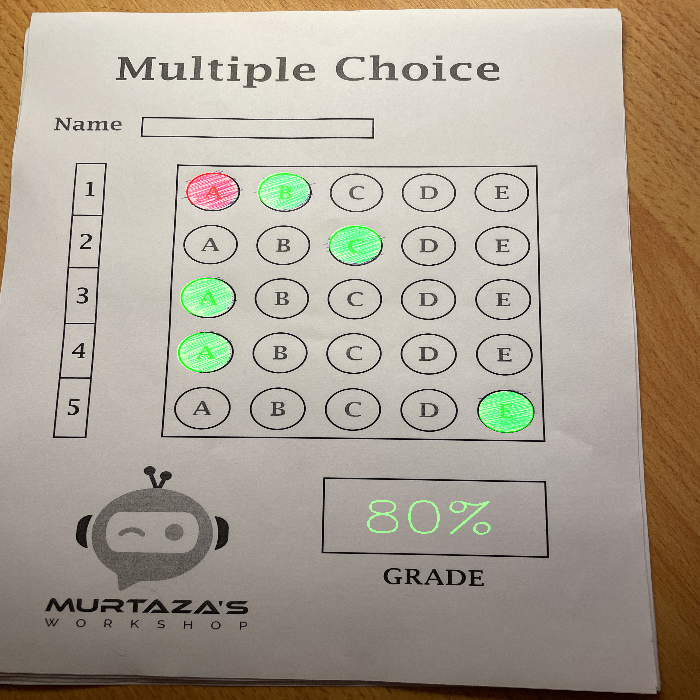 Multiple Choice
Name
1 A B C D E
2 A B C D E
3 A B C D E
4 A B C D E
5 A B C D E
80%
GRADE
MURTAZA'S
WORKSHOP